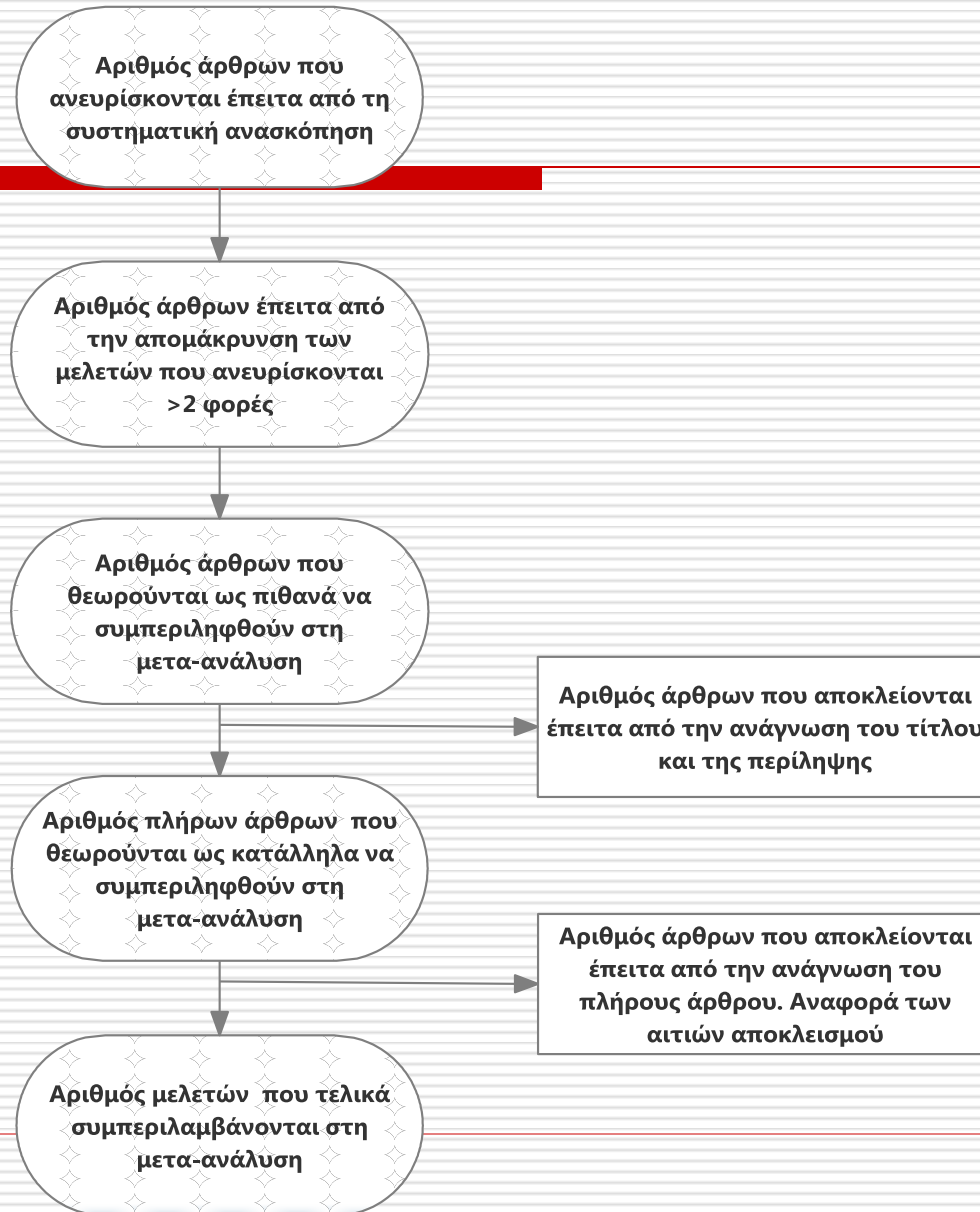 Αριθμός άρθρων που
ανευρίσκονται έπειτα από τη
συστηματική ανασκόπηση
Αριθμός άρθρων έπειτα από
την απομάκρυνση των
μελετών που ανευρίσκονται
>2 φορές
Αριθμός άρθρων που
θεωρούνται ως πιθανά να
συμπεριληφθούν στη
μετα-ανάλυση
Αριθμός άρθρων που αποκλείονται
έπειτα από την ανάγνωση του τίτλου
και της περίληψης
Αριθμός πλήρων άρθρων που
θεωρούνται ως κατάλληλα να
συμπεριληφθούν στη
μετα-ανάλυση
Αριθμός άρθρων που αποκλείονται
έπειτα από την ανάγνωση του
πλήρους άρθρου. Αναφορά των
αιτιών αποκλεισμού
Αριθμός μελετών που τελικά
συμπεριλαμβάνονται στη
μετα-ανάλυση